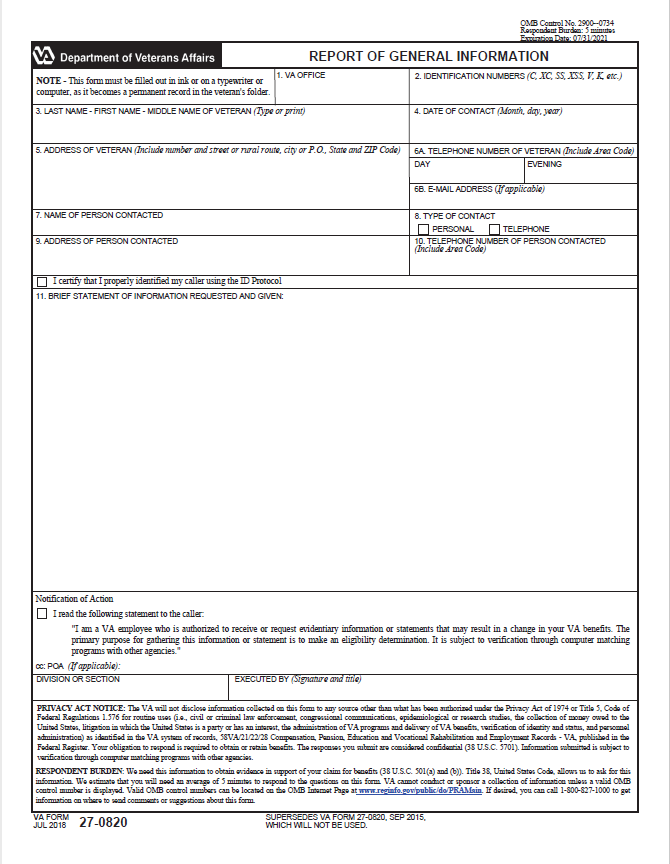 OMB Control No. 2900--0734
Respondent Burden: 5 minutes
Expiration Date: 07/31/2021
VA Department of Veterans Affairs
REPORT OF GENERAL INFORMATION
NOTE - This form must be filled out in ink or on a typewriter or
computer, as it becomes a permanent record in the veteran's folder.
1. VA OFFICE
2. IDENTIFICATION NUMBERS (C, XC, SS, XSS, V, K, etc.)
3. LAST NAME - FIRST NAME - MIDDLE NAME OF VETERAN (Type or print)
4. DATE OF CONTACT (Month, day, year)
5. ADDRESS OF VETERAN (Include number and street or rural route, city or P.O., State and ZIP Code)
6A. TELEPHONE NUMBER OF VETERAN (Include Area Code)
DAY
EVENING
6B. E-MAIL ADDRESS (If applicable)
7. NAME OF PERSON CONTACTED
8. TYPE OF CONTACT
PERSONAL
TELEPHONE
9. ADDRESS OF PERSON CONTACTED
10. TELEPHONE NUMBER OF PERSON CONTACTED
(Include Area Code)
I certify that I properly identified my caller using the ID Protocol
11. BRIEF STATEMENT OF INFORMATION REQUESTED AND GIVEN:
Notification of Action
I read the following statement to the caller:
"I am a VA employee who is authorized to receive or request evidentiary information or statements that may result in a change in your VA benefits. The
primary purpose for gathering this information or statement is to make an eligibility determination. It is subject to verification through computer matching
programs with other agencies."
cc: POA (If applicable):
DIVISION OR SECTION
EXECUTED BY (Signature and title)
PRIVACY ACT NOTICE: The VA will not disclose information collected on this form to any source other than what has been authorized under the Privacy Act of 1974 or Title 5, Code of
Federal Regulations 1.576 for routine uses (i.e., civil or criminal law enforcement, congressional communications, epidemiological or research studies, the collection of money owed to the
United States, litigation in which the United States is a party or has an interest, the administration of VA programs and delivery of VA benefits, verification of identity and status, and personnel
administration) as identified in the VA system of records, 58VA/21/22/28 Compensation, Pension, Education and Vocational Rehabilitation and Employment Records - VA, published in the
Federal Register. Your obligation to respond is required to obtain or retain benefits. The responses you submit are considered confidential (38 U.S.C. 5701). Information submitted is subject to
verification through computer matching programs with other agencies.
RESPONDENT BURDEN: We need this information to obtain evidence in support of your claim for benefits (38 U.S.C. 501(a) and (b)). Title 38, United States Code, allows us to ask for this
information. We estimate that you will need an average of 5 minutes to respond to the questions on this form. VA cannot conduct or sponsor a collection of information unless a valid OMB
control number is displayed. Valid OMB control numbers can be located on the OMB Internet Page at www.reginfo.gov/public/do/PRAMain. If desired, you can call 1-800-827-1000 to get
information on where to send comments or suggestions about this form.
VA FORM
JUL 2018 27-0820
SUPERSEDES VA FORM 27-0820, SEP 2015,
WHICH WILL NOT BE USED.